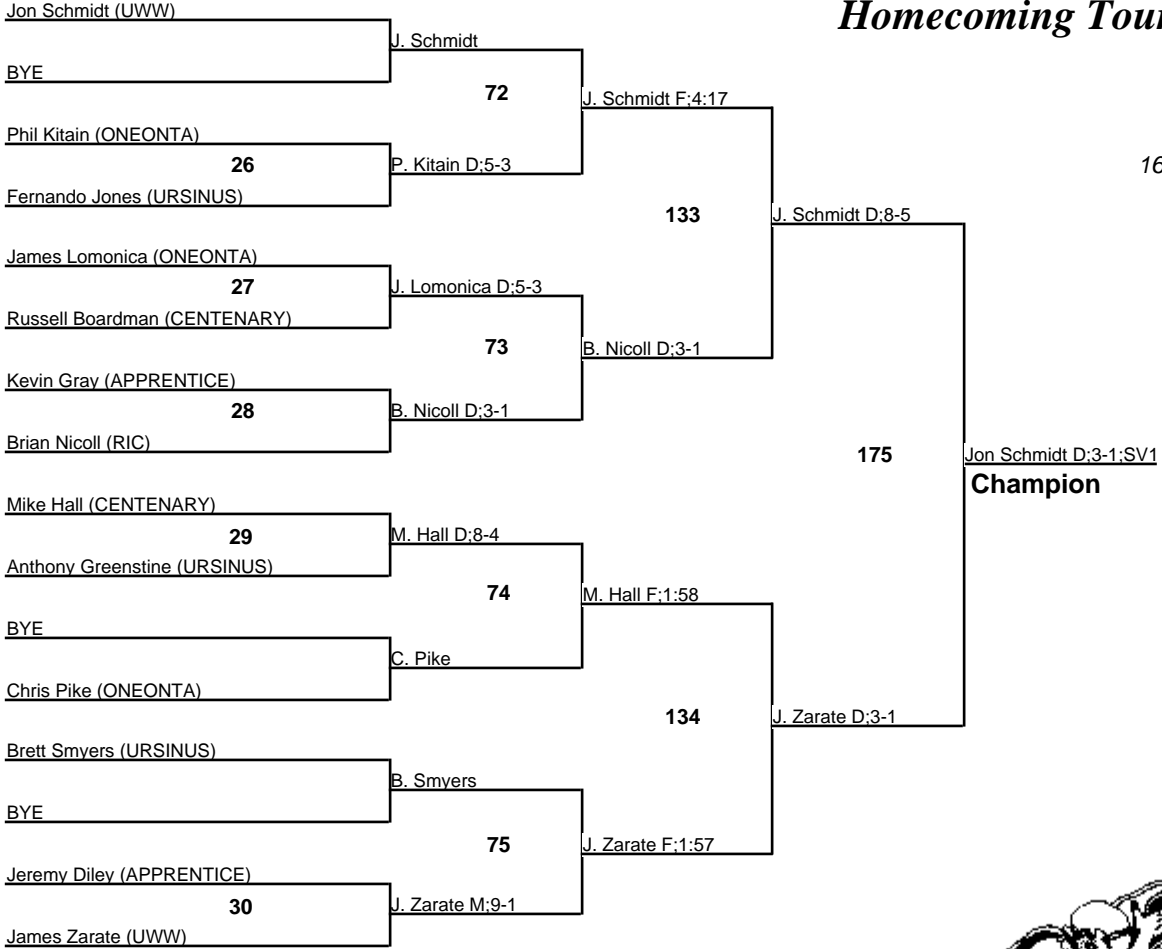 Jon Schmidt (UWW)
Homecoming Tour
J. Schmidt
BYE
72
J. Schmidt F;4:17
Phil Kitain (ONEONTA)
26
P. Kitain D;5-3
16
Fernando Jones (URSINUS)
133
J. Schmidt D;8-5
James Lomonica (ONEONTA)
27
J. Lomonica D;5-3
Russell Boardman (CENTENARY)
73
B. Nicoll D;3-1
Kevin Gray (APPRENTICE)
28
B. Nicoll D;3-1
Brian Nicoll (RIC)
175
Jon Schmidt D;3-1;SV1
Champion
Mike Hall (CENTENARY)
29
M. Hall D;8-4
Anthony Greenstine (URSINUS)
74
M. Hall F;1:58
BYE
C. Pike
Chris Pike (ONEONTA)
134
J. Zarate D;3-1
Brett Smyers (URSINUS)
B. Smyers
BYE
75
J. Zarate F;1:57
Jeremy Diley (APPRENTICE)
30
J. Zarate M;9-1
James Zarate (UWW)